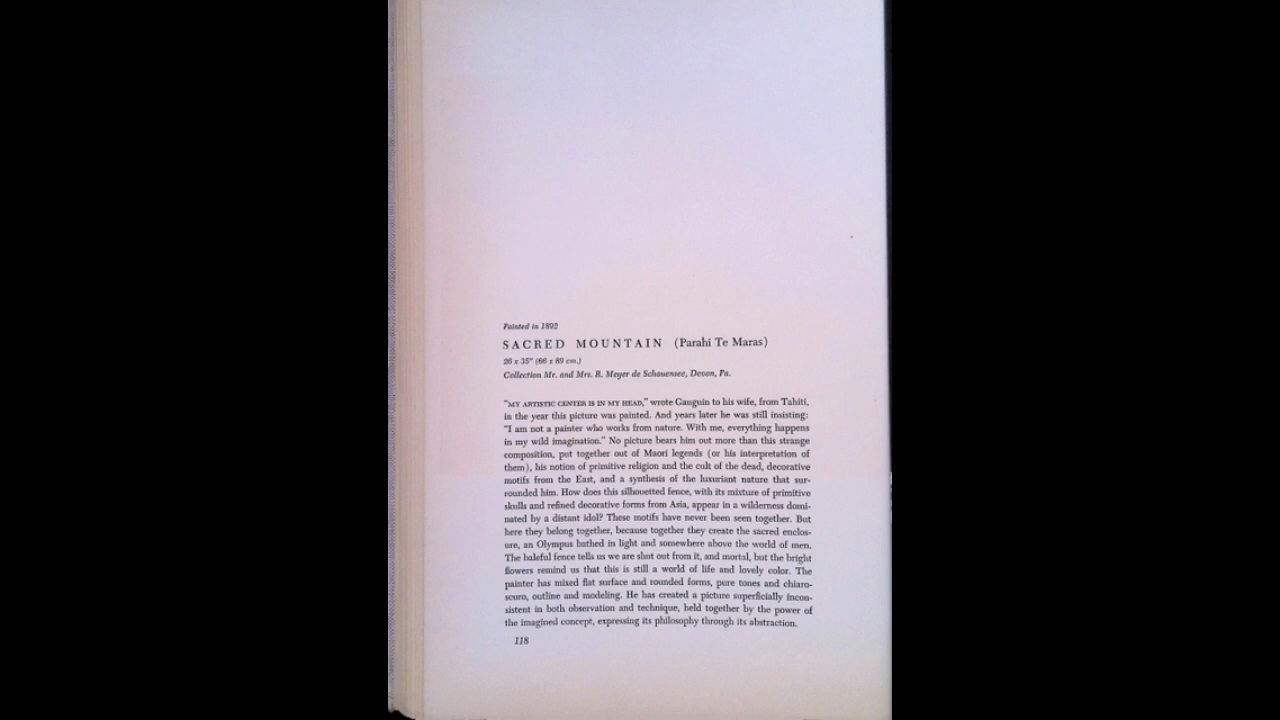 Painted in 1892
SACRED MOUNTAIN (Parahi Te Maras)
26 x 35" (66 x 89 cm.)
Collection Mr. and Mrs. R. Meyer de Schauensee, Devon, Pa.
"MY ARTISTIC CENTER IS IN MY HEAD," wrote Gauguin to his wife, from Tahiti,
in the year this picture was painted. And years later he was still insisting:
"I am not a painter who works from nature. With me, everything happens
in my wild imagination." No picture bears him out more than this strange
composition, put together out of Maori legends (or his interpretation of
them), his notion of primitive religion and the cult of the dead, decorative
motifs from the East, and a synthesis of the luxuriant nature that sur-
rounded him. How does this silhouetted fence, with its mixture of primitive
skulls and refined decorative forms from Asia, appear in a wilderness domi-
nated by a distant idol? These motifs have never been seen together. But
here they belong together, because together they create the sacred enclos-
ure, an Olympus bathed in light and somewhere above the world of men.
The baleful fence tells us we are shut out from it, and mortal, but the bright
flowers remind us that this is still a world of life and lovely color. The
painter has mixed flat surface and rounded forms, pure tones and chiaro-
scuro, outline and modeling. He has created a picture superficially incon-
sistent in both observation and technique, held together by the power of
the imagined concept, expressing its philosophy through its abstraction.
118